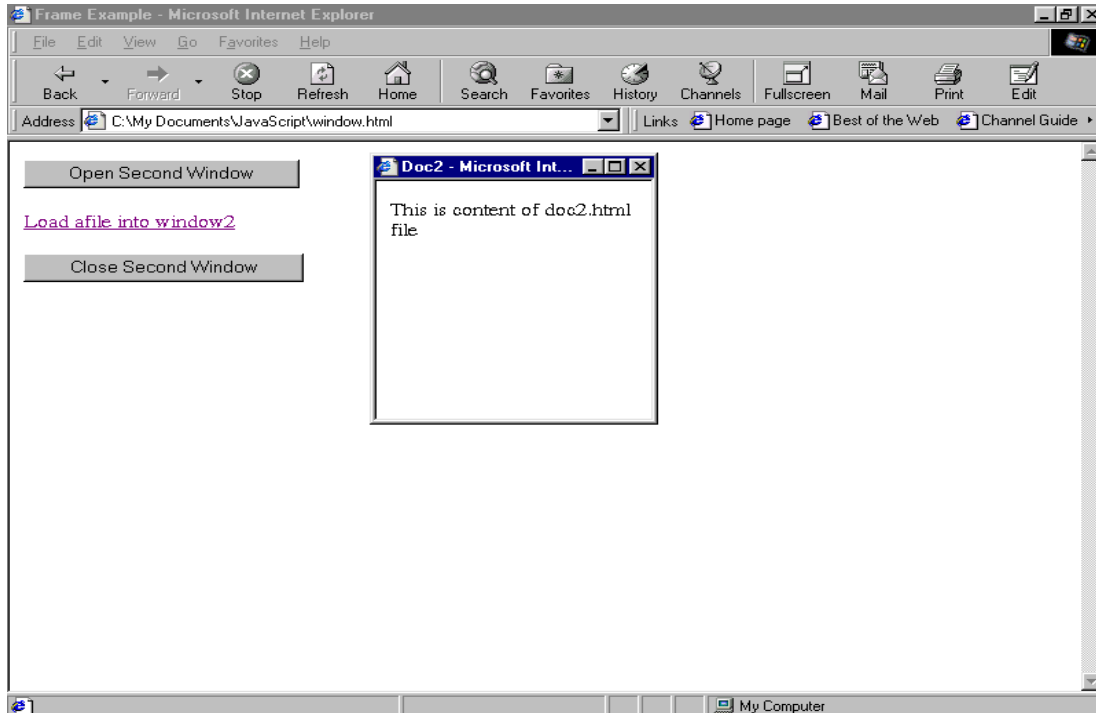 Frame Example - Microsoft Internet Explorer
File Edit View Go Favorites Help
Back Forward Stop Refresh Home Search Favorites History Channels Fullscreen Mail Print Edit
Address C:\My Documents\JavaScript\window.html Links Home page Best of the Web Channel Guide
Open Second Window
Load afile into window2
Close Second Window
Doc2 - Microsoft Int...
This is content of doc2.html
file
My Computer